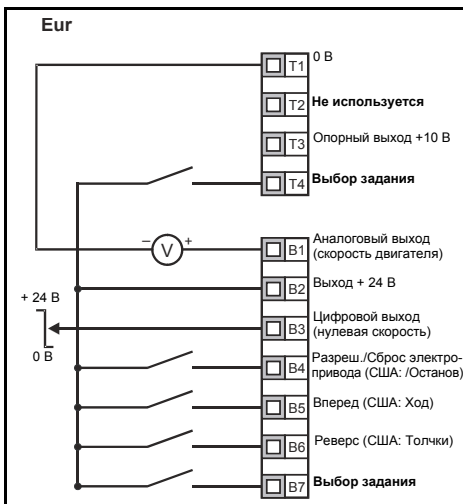 Eur
T1
0 В
T2
Не используется
T3
Опорный выход +10 В
T4
Выбор задания
– V +
B1
Аналоговый выход
(скорость двигателя)
B2
Выход + 24 В
+ 24 В
0 В
B3
Цифровой выход
(нулевая скорость)
B4
Разреш./Сброс электро-
привода (США: /Останов)
B5
Вперед (США: Ход)
B6
Реверс (США: Толчки)
B7
Выбор задания